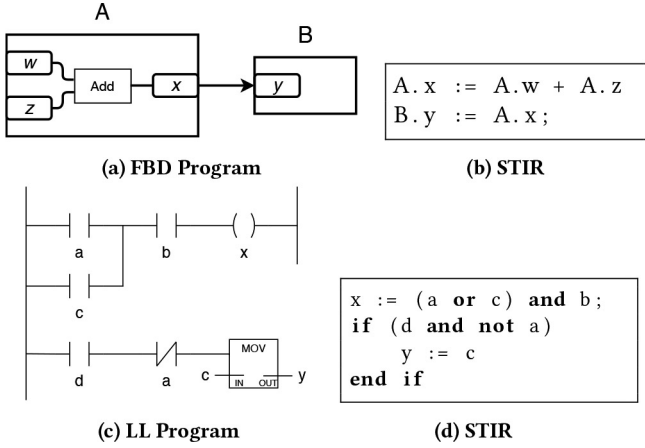 A
B
w
z
Add
x
y
A.x := A.w + A.z
B.y := A.x;
(a) FBD Program
(b) STIR
a
b
x
c
d
a
MOV
c
IN OUT
y
x := (a or c) and b;
if (d and not a)
y := c
end if
(c) LL Program
(d) STIR